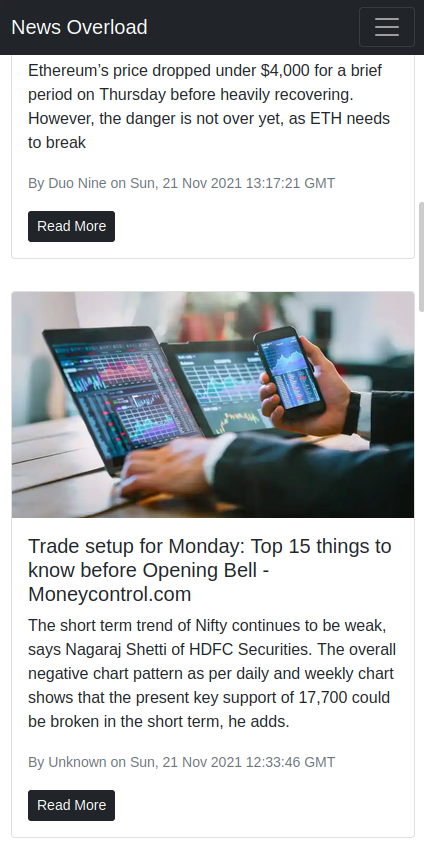 News Overload
Ethereum’s price dropped under $4,000 for a brief
period on Thursday before heavily recovering.
However, the danger is not over yet, as ETH needs
to break
By Duo Nine on Sun, 21 Nov 2021 13:17:21 GMT
Read More
Trade setup for Monday: Top 15 things to
know before Opening Bell -
Moneycontrol.com
The short term trend of Nifty continues to be weak,
says Nagaraj Shetti of HDFC Securities. The overall
negative chart pattern as per daily and weekly chart
shows that the present key support of 17,700 could
be broken in the short term, he adds.
By Unknown on Sun, 21 Nov 2021 12:33:46 GMT
Read More